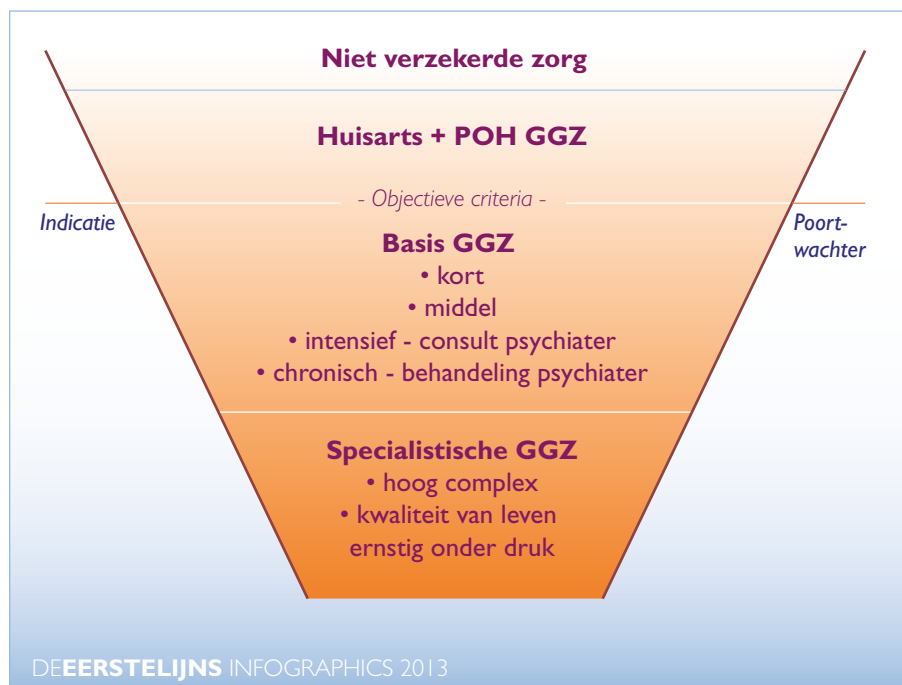 Niet verzekerde zorg
Huisarts + POH GGZ
- Objectieve criteria -
Indicatie
Poort-
wachter
Basis GGZ
• kort
• middel
• intensief - consult psychiater
• chronisch - behandeling psychiater
Specialistische GGZ
• hoog complex
• kwaliteit van leven
ernstig onder druk
DEEERSTELIJNS INFOGRAPHICS 2013